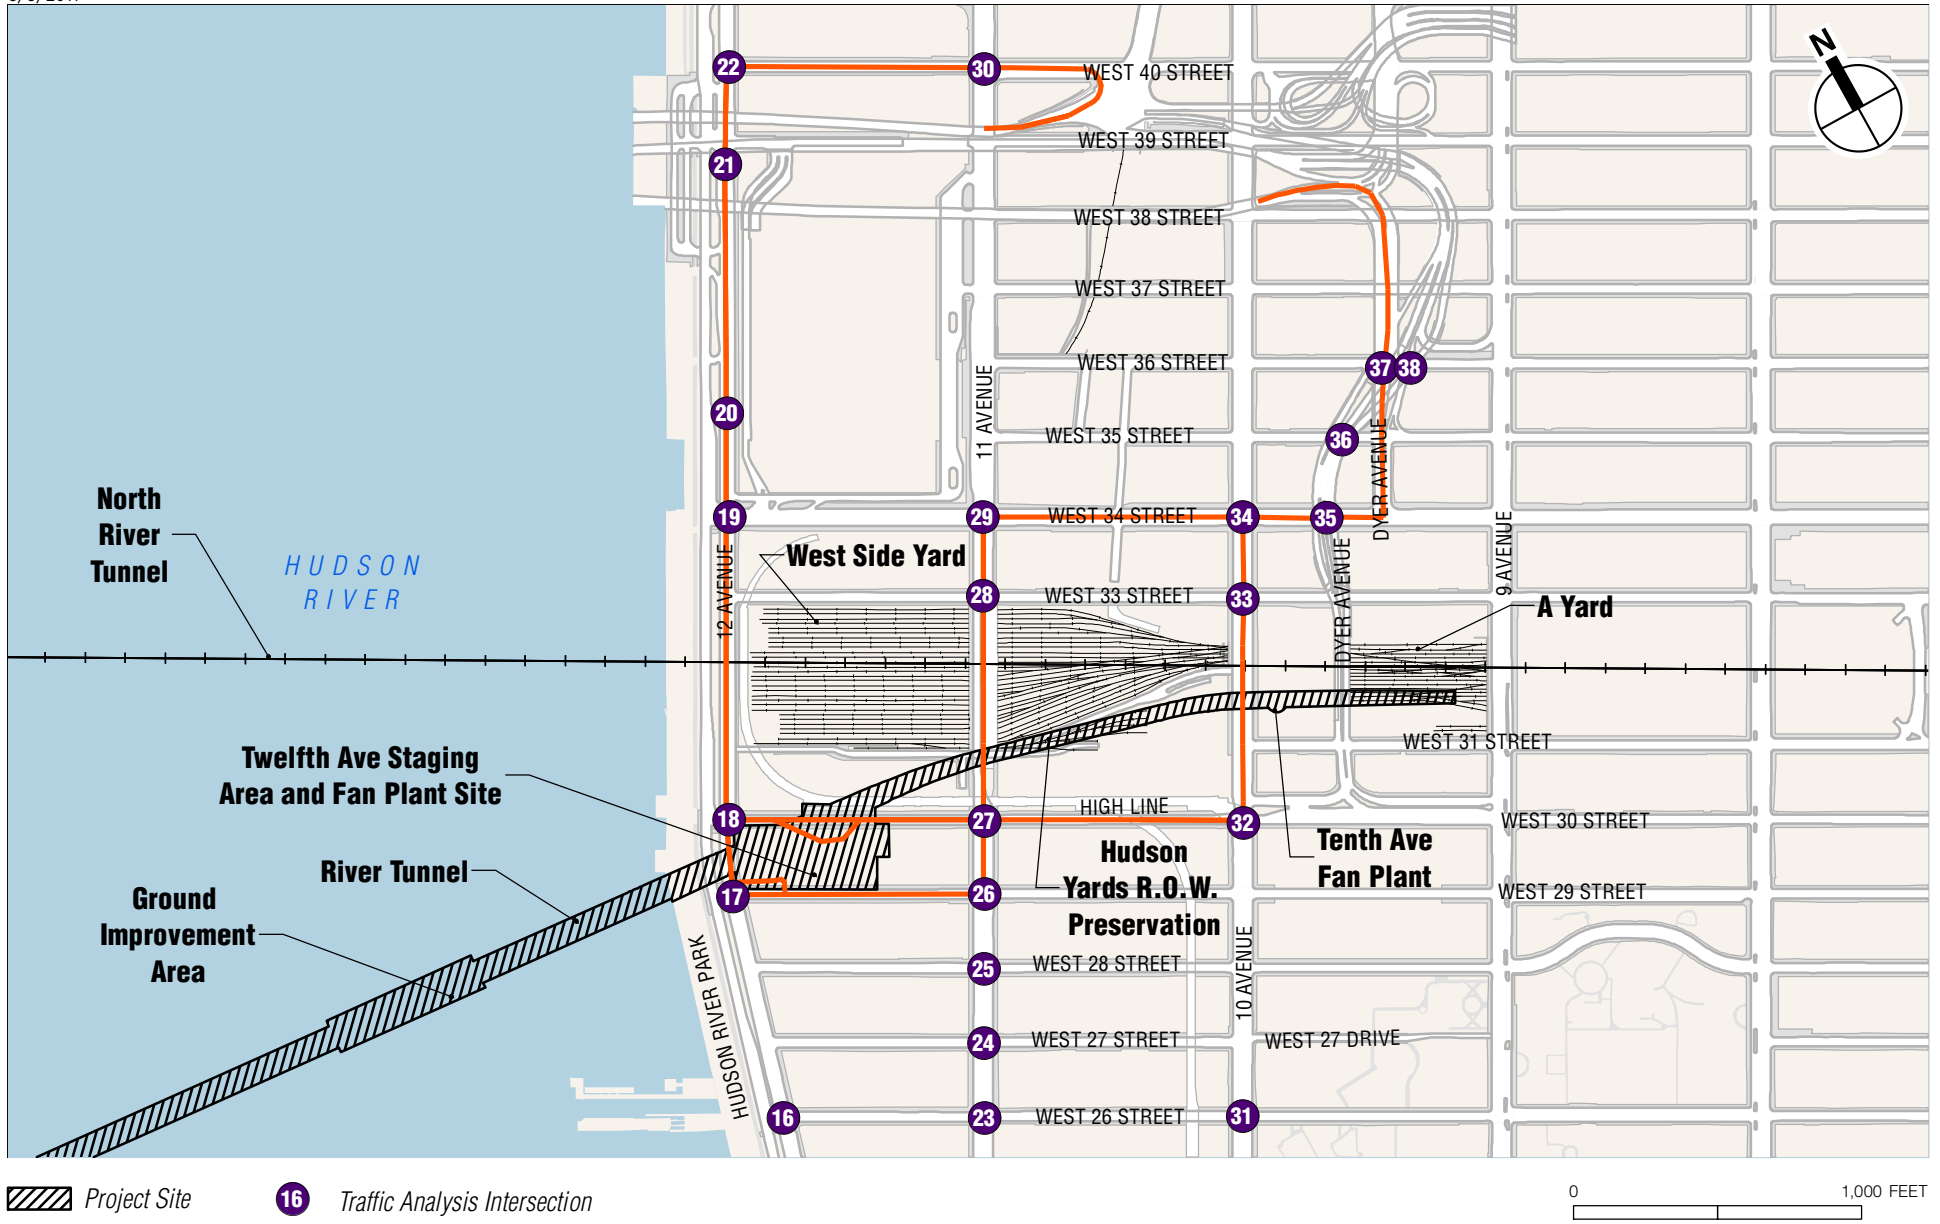 N
22
30
WEST 40 STREET
21
WEST 39 STREET
WEST 38 STREET
WEST 37 STREET
WEST 36 STREET
37
38
20
11 AVENUE
WEST 35 STREET
36
DYER AVENUE
North
River
Tunnel
19
29
WEST 34 STREET
34
35
9 AVENUE
HUDSON
RIVER
12 AVENUE
West Side Yard
28
WEST 33 STREET
33
DYER AVENUE
A Yard
WEST 31 STREET
Twelfth Ave Staging
Area and Fan Plant Site
18
HIGH LINE
27
32
WEST 30 STREET
Tenth Ave
Fan Plant
River Tunnel
Hudson
Yards R.O.W.
Preservation
17
26
WEST 29 STREET
Ground
Improvement
Area
HUDSON RIVER PARK
25
WEST 28 STREET
10 AVENUE
24
WEST 27 STREET
WEST 27 DRIVE
16
23
WEST 26 STREET
31
Project Site
16
Traffic Analysis Intersection
0
1,000 FEET